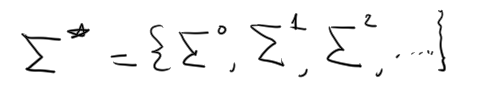 Σ* = {Σ⁰, Σ¹, Σ², ....}